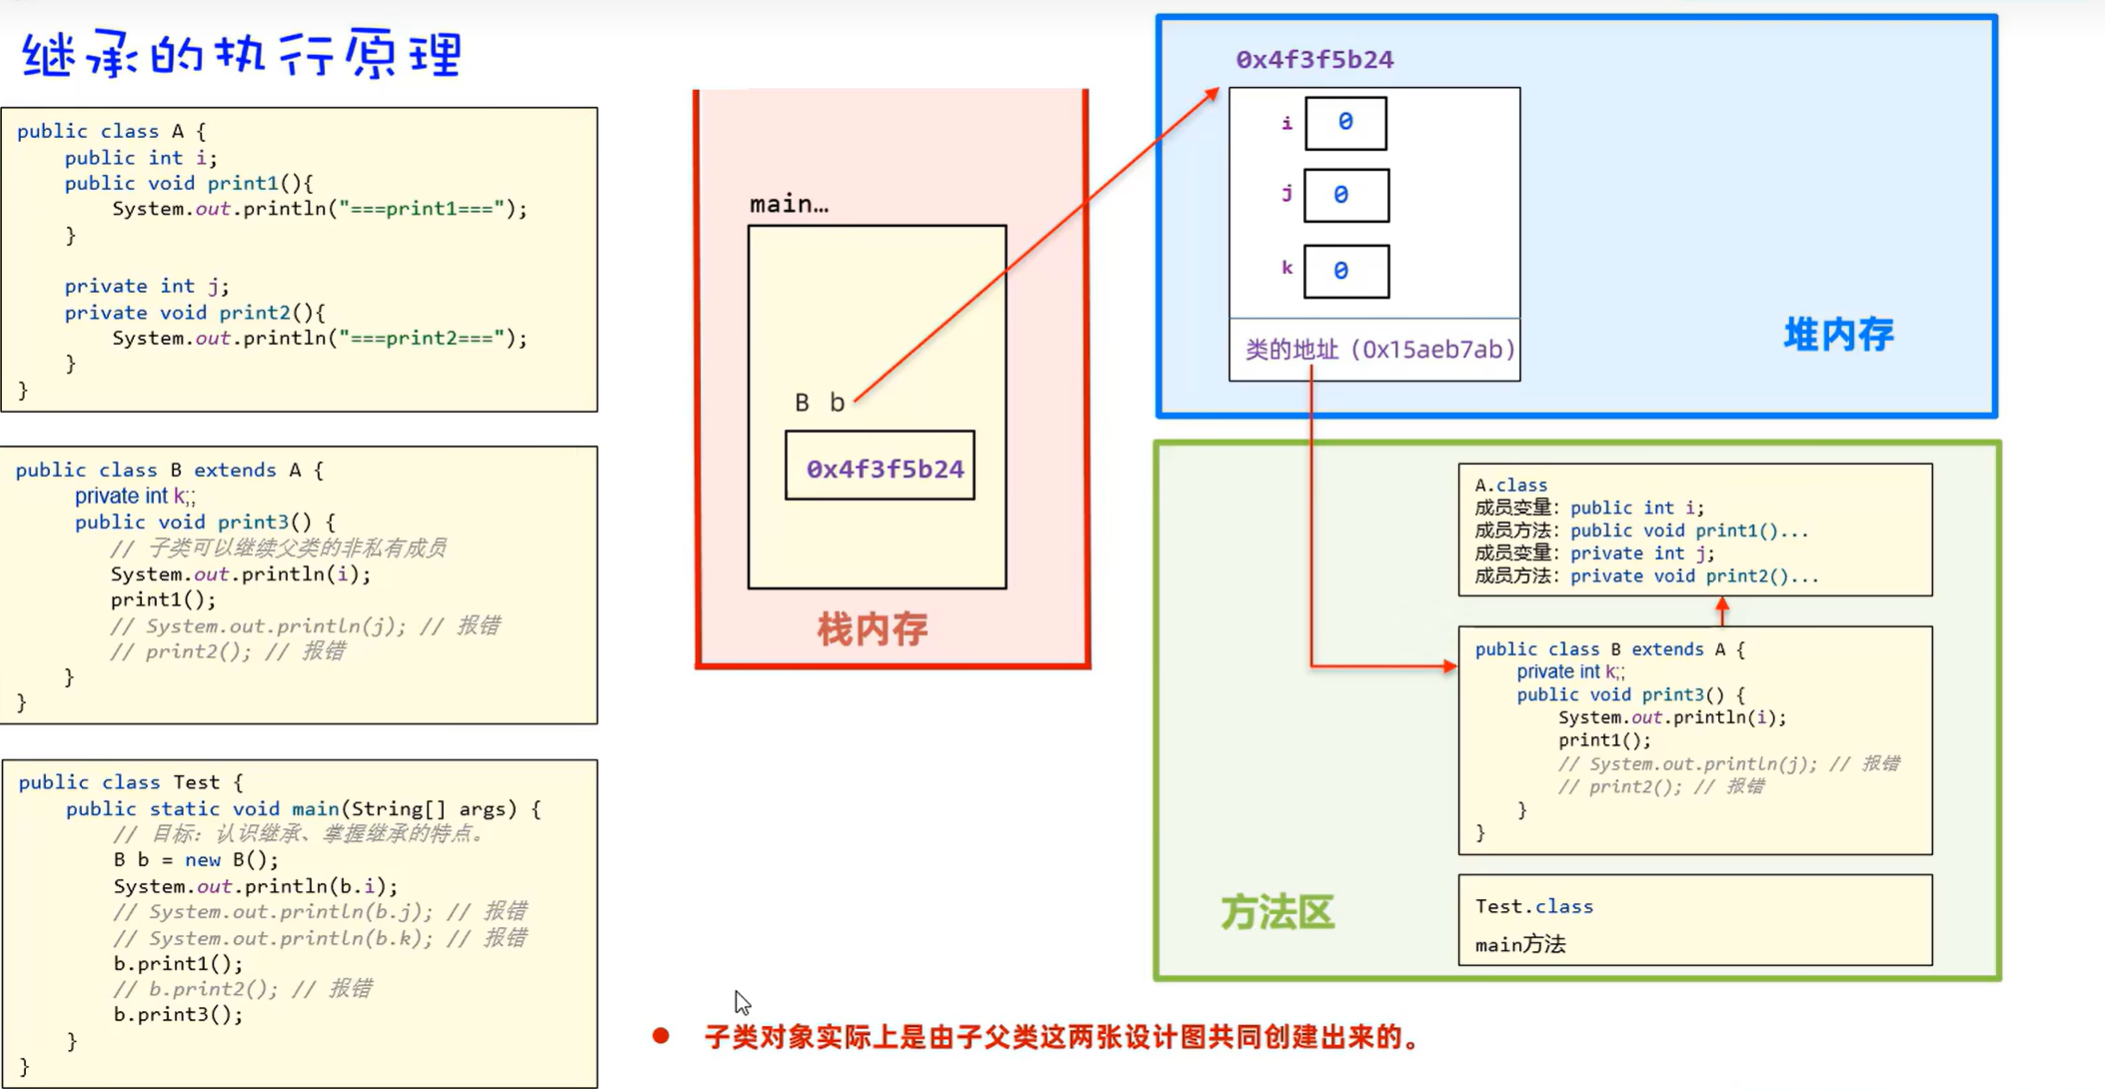 继承的执行原理
public class A {
public int i;
public void print1(){
System.out.println("===print1===");
}
private int j;
private void print2(){
System.out.println("===print2===");
}
}
public class B extends A {
private int k;;
public void print3() {
// 子类可以继续父类的非私有成员
System.out.println(i);
print1();
// System.out.println(j); // 报错
// print2(); // 报错
}
}
public class Test {
public static void main(String[] args) {
// 目标：认识继承、掌握继承的特点。
B b = new B();
System.out.println(b.i);
// System.out.println(b.j); // 报错
// System.out.println(b.k); // 报错
b.print1();
// b.print2(); // 报错
b.print3();
}
}
main…
B b
0x4f3f5b24
栈内存
0x4f3f5b24
i 0
j 0
k 0
类的地址（0x15aeb7ab）
堆内存
A.class
成员变量：public int i;
成员方法：public void print1()...
成员变量：private int j;
成员方法：private void print2()...
public class B extends A {
private int k;;
public void print3() {
System.out.println(i);
print1();
// System.out.println(j); // 报错
// print2(); // 报错
}
}
Test.class
main方法
方法区
● 子类对象实际上是由子父类这两张设计图共同创建出来的。